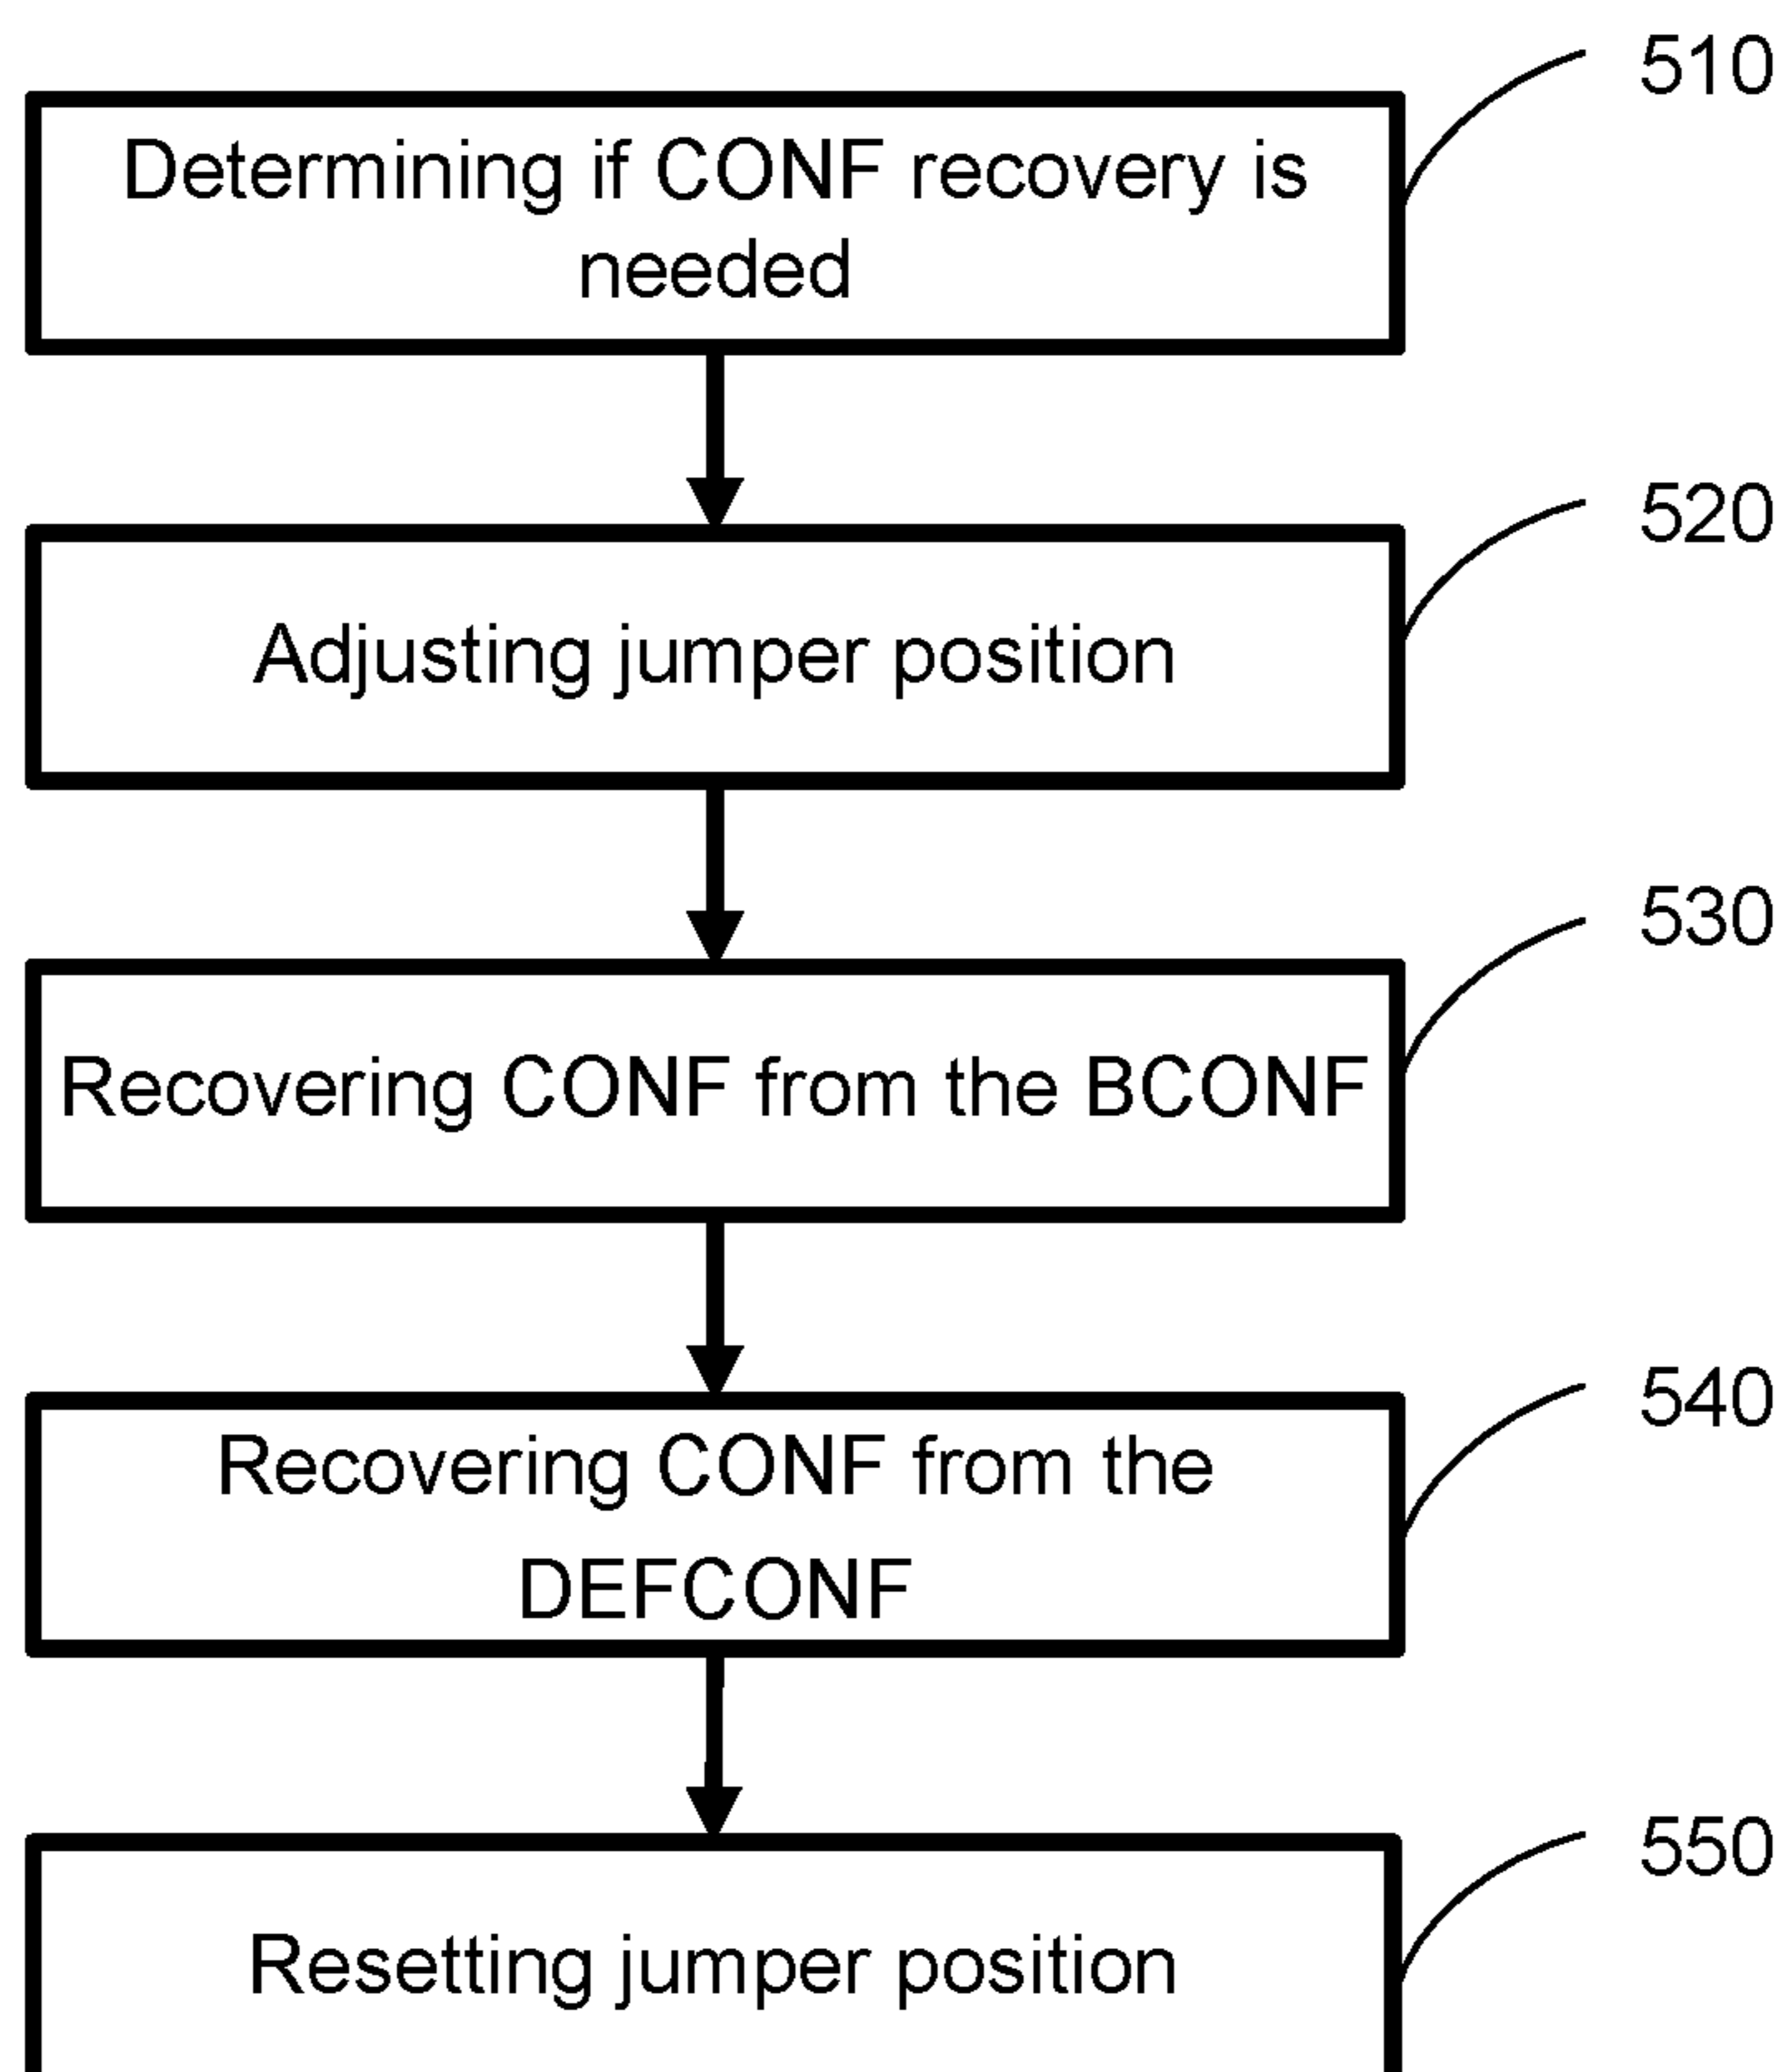 510
Determining if CONF recovery is
needed
520
Adjusting jumper position
530
Recovering CONF from the BCONF
540
Recovering CONF from the
DEFCONF
550
Resetting jumper position